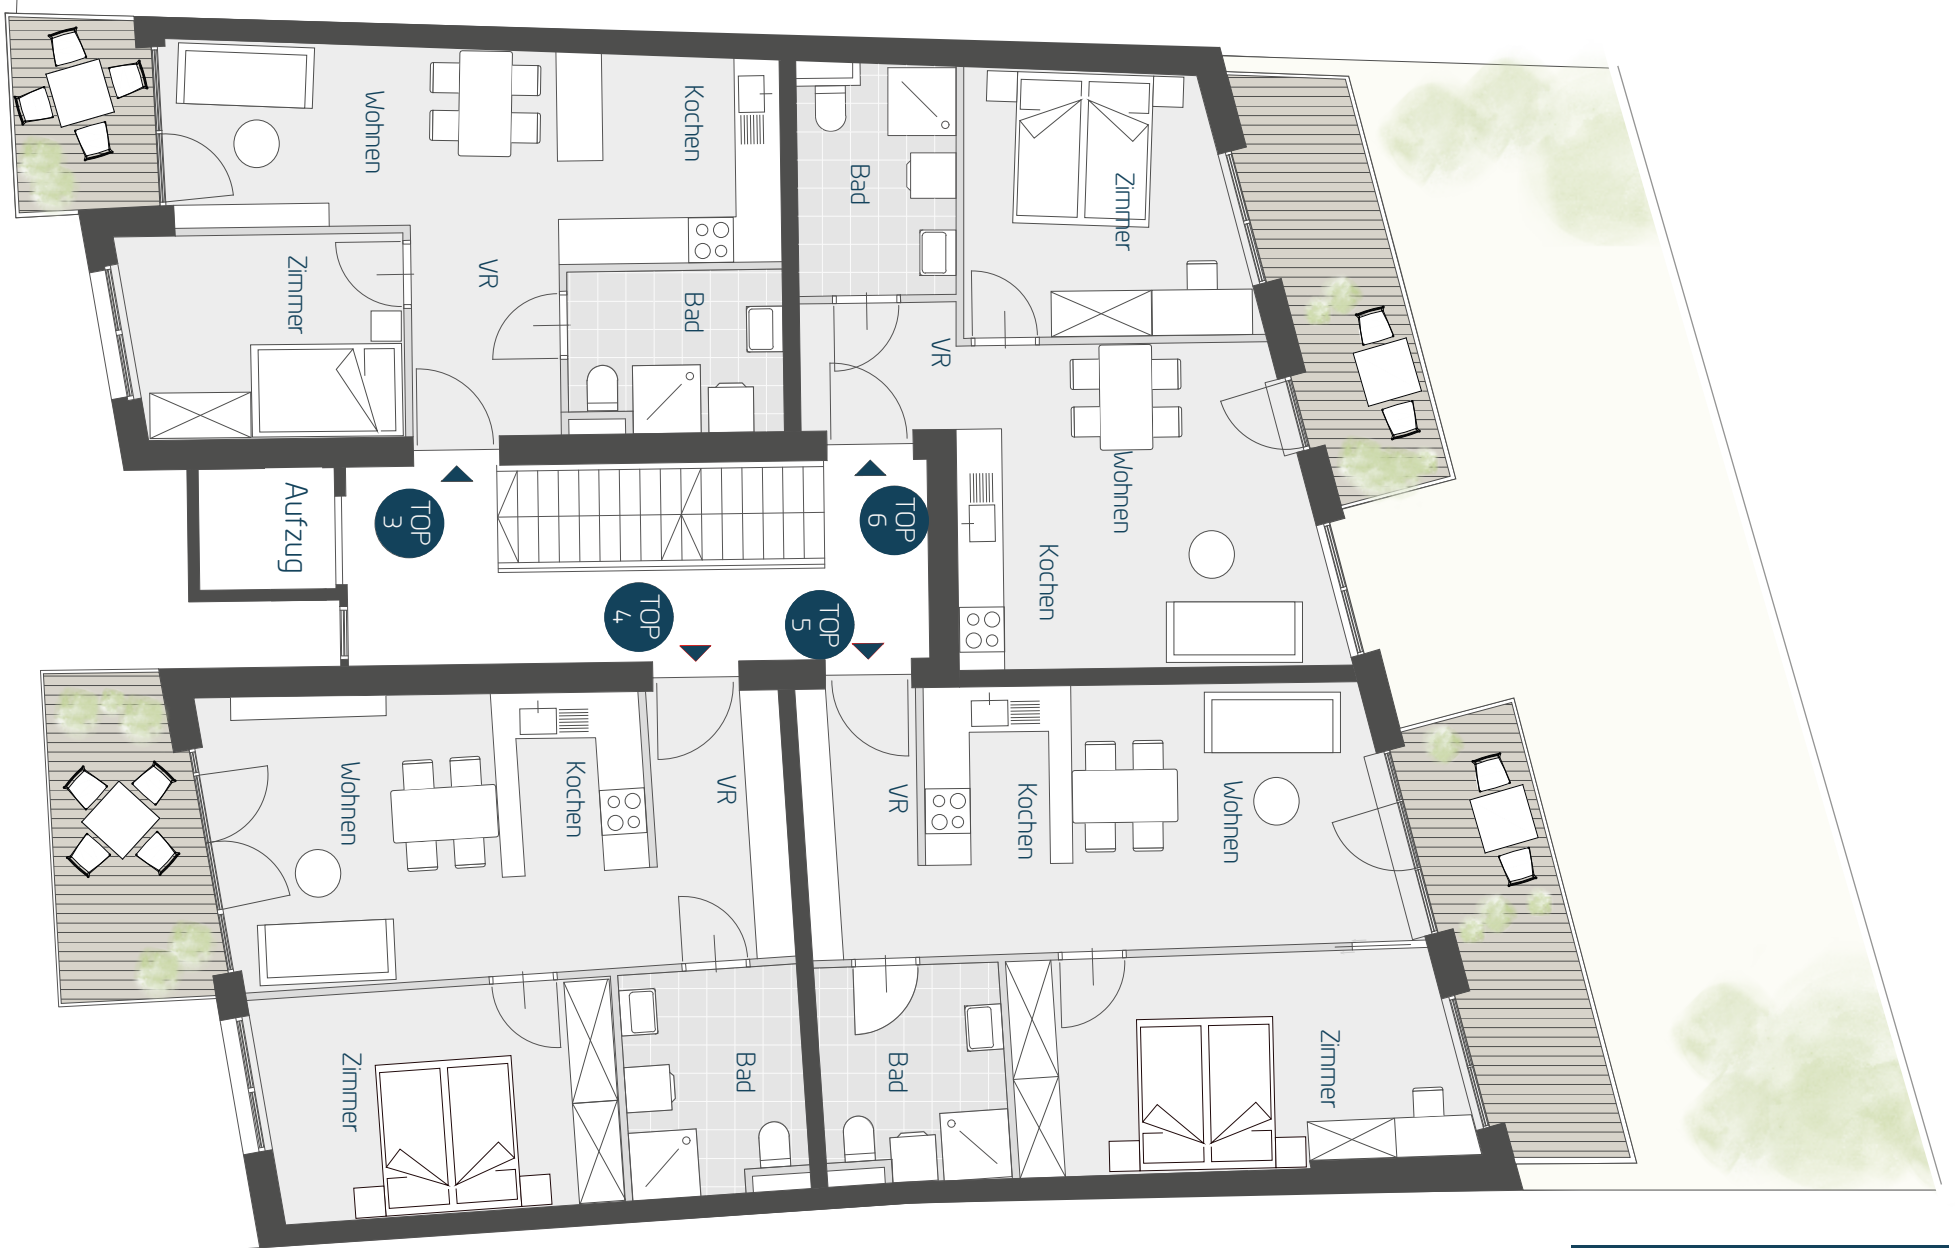 Wohnen
Kochen
VR
Zimmer
Bad
Bad
Zimmer
VR
Wohnen
Kochen
Aufzug
TOP
3
TOP
6
TOP
4
TOP
5
Wohnen
Kochen
VR
Zimmer
Bad
VR
Kochen
Wohnen
Bad
Zimmer